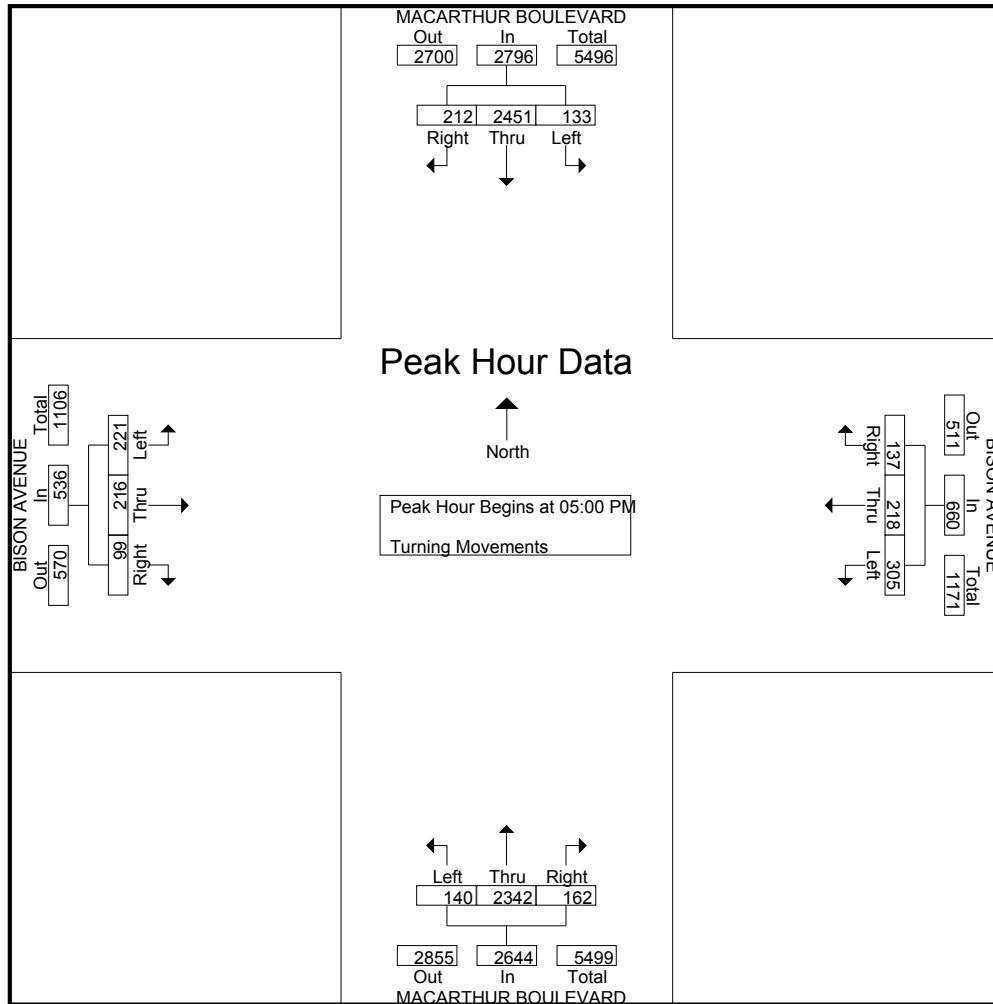 MACARTHUR BOULEVARD
Out In Total
2700 2796 5496
212 2451 133
Right Thru Left
Peak Hour Data
North
Peak Hour Begins at 05:00 PM
Turning Movements
BISON AVENUE
Out In Total
570 536 1106
Right Thru Left
99 216 221
BISON AVENUE
Out In Total
511 660 1171
Right Thru Left
137 218 305
Left Thru Right
140 2342 162
2855 2644 5499
Out In Total
MACARTHUR BOULEVARD